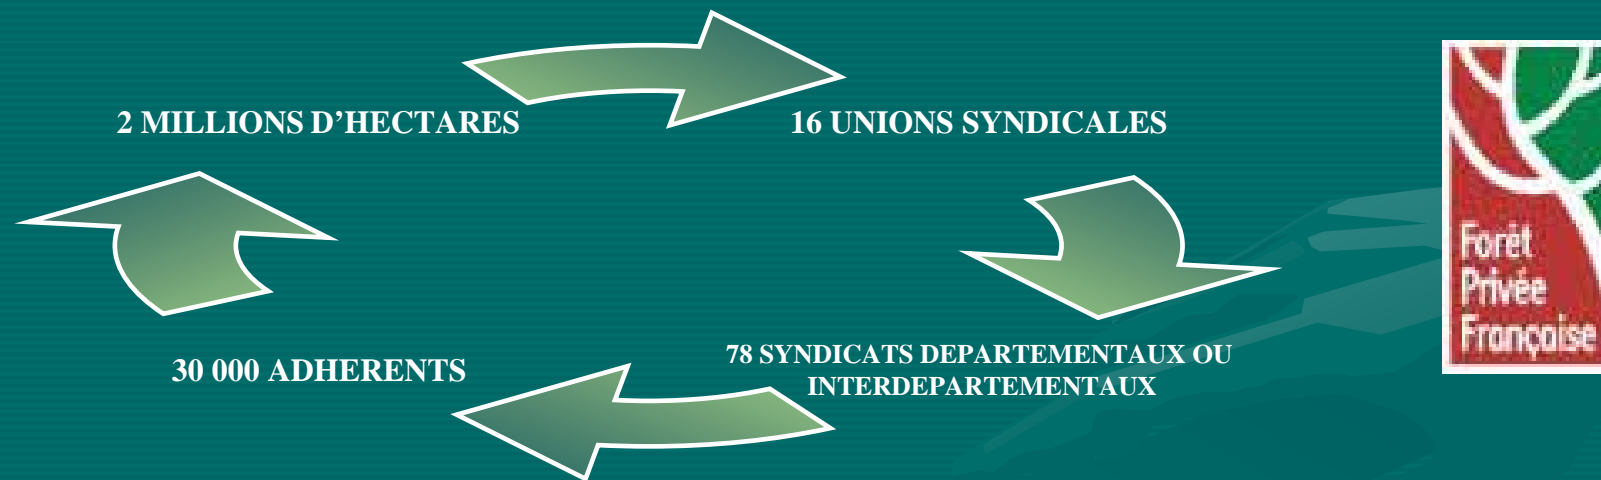 2 MILLIONS D’HECTARES
16 UNIONS SYNDICALES
30 000 ADHERENTS
78 SYNDICATS DEPARTEMENTAUX OU
INTERDEPARTEMENTAUX
Forêt
Privée
Française